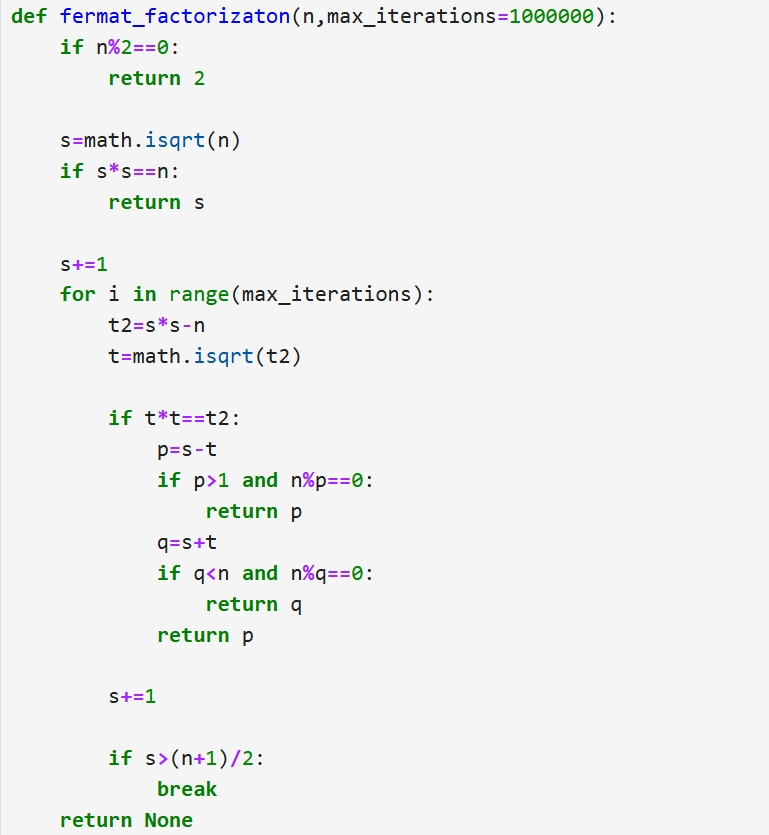 def fermat_factorizaton(n,max_iterations=1000000):
    if n%2==0:
        return 2
    s=math.isqrt(n)
    if s*s==n:
        return s
    s+=1
    for i in range(max_iterations):
        t2=s*s-n
        t=math.isqrt(t2)
        if t*t==t2:
            p=s-t
            if p>1 and n%p==0:
                return p
            q=s+t
            if q<n and n%q==0:
                return q
            return p
        s+=1
        if s>(n+1)/2:
            break
    return None